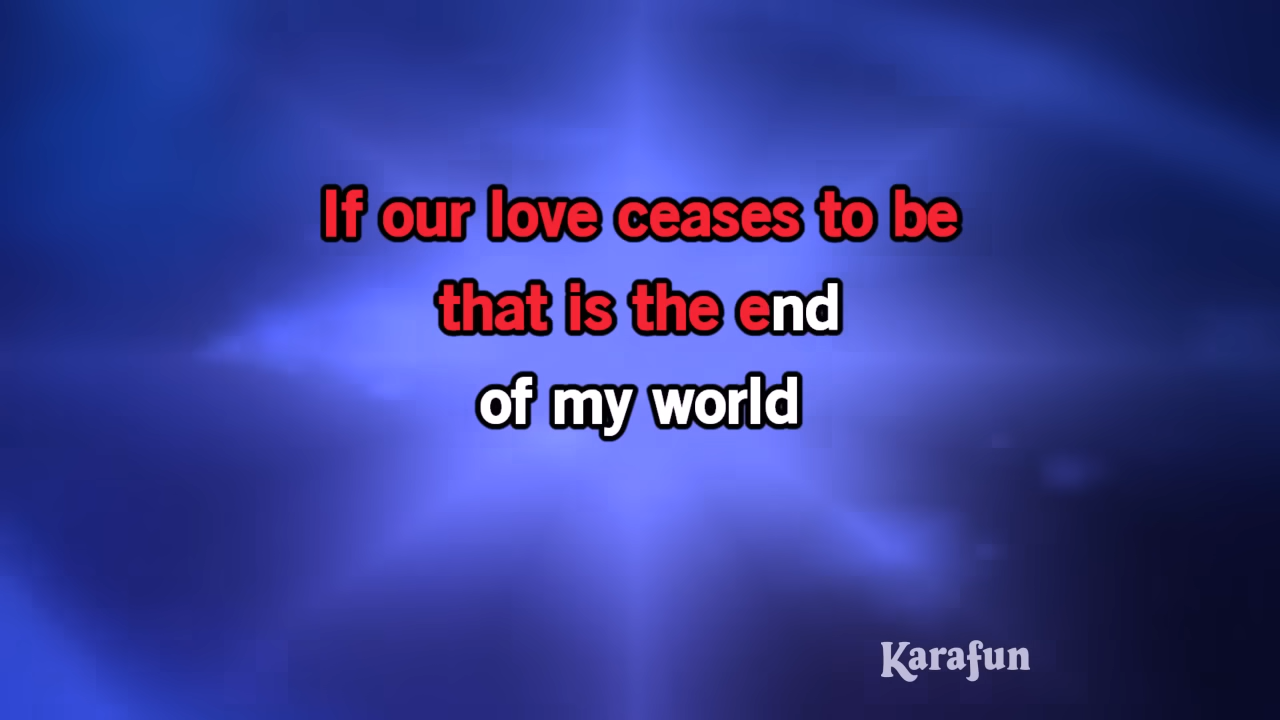 If our love ceases to be
that is the end
of my world
Karafun